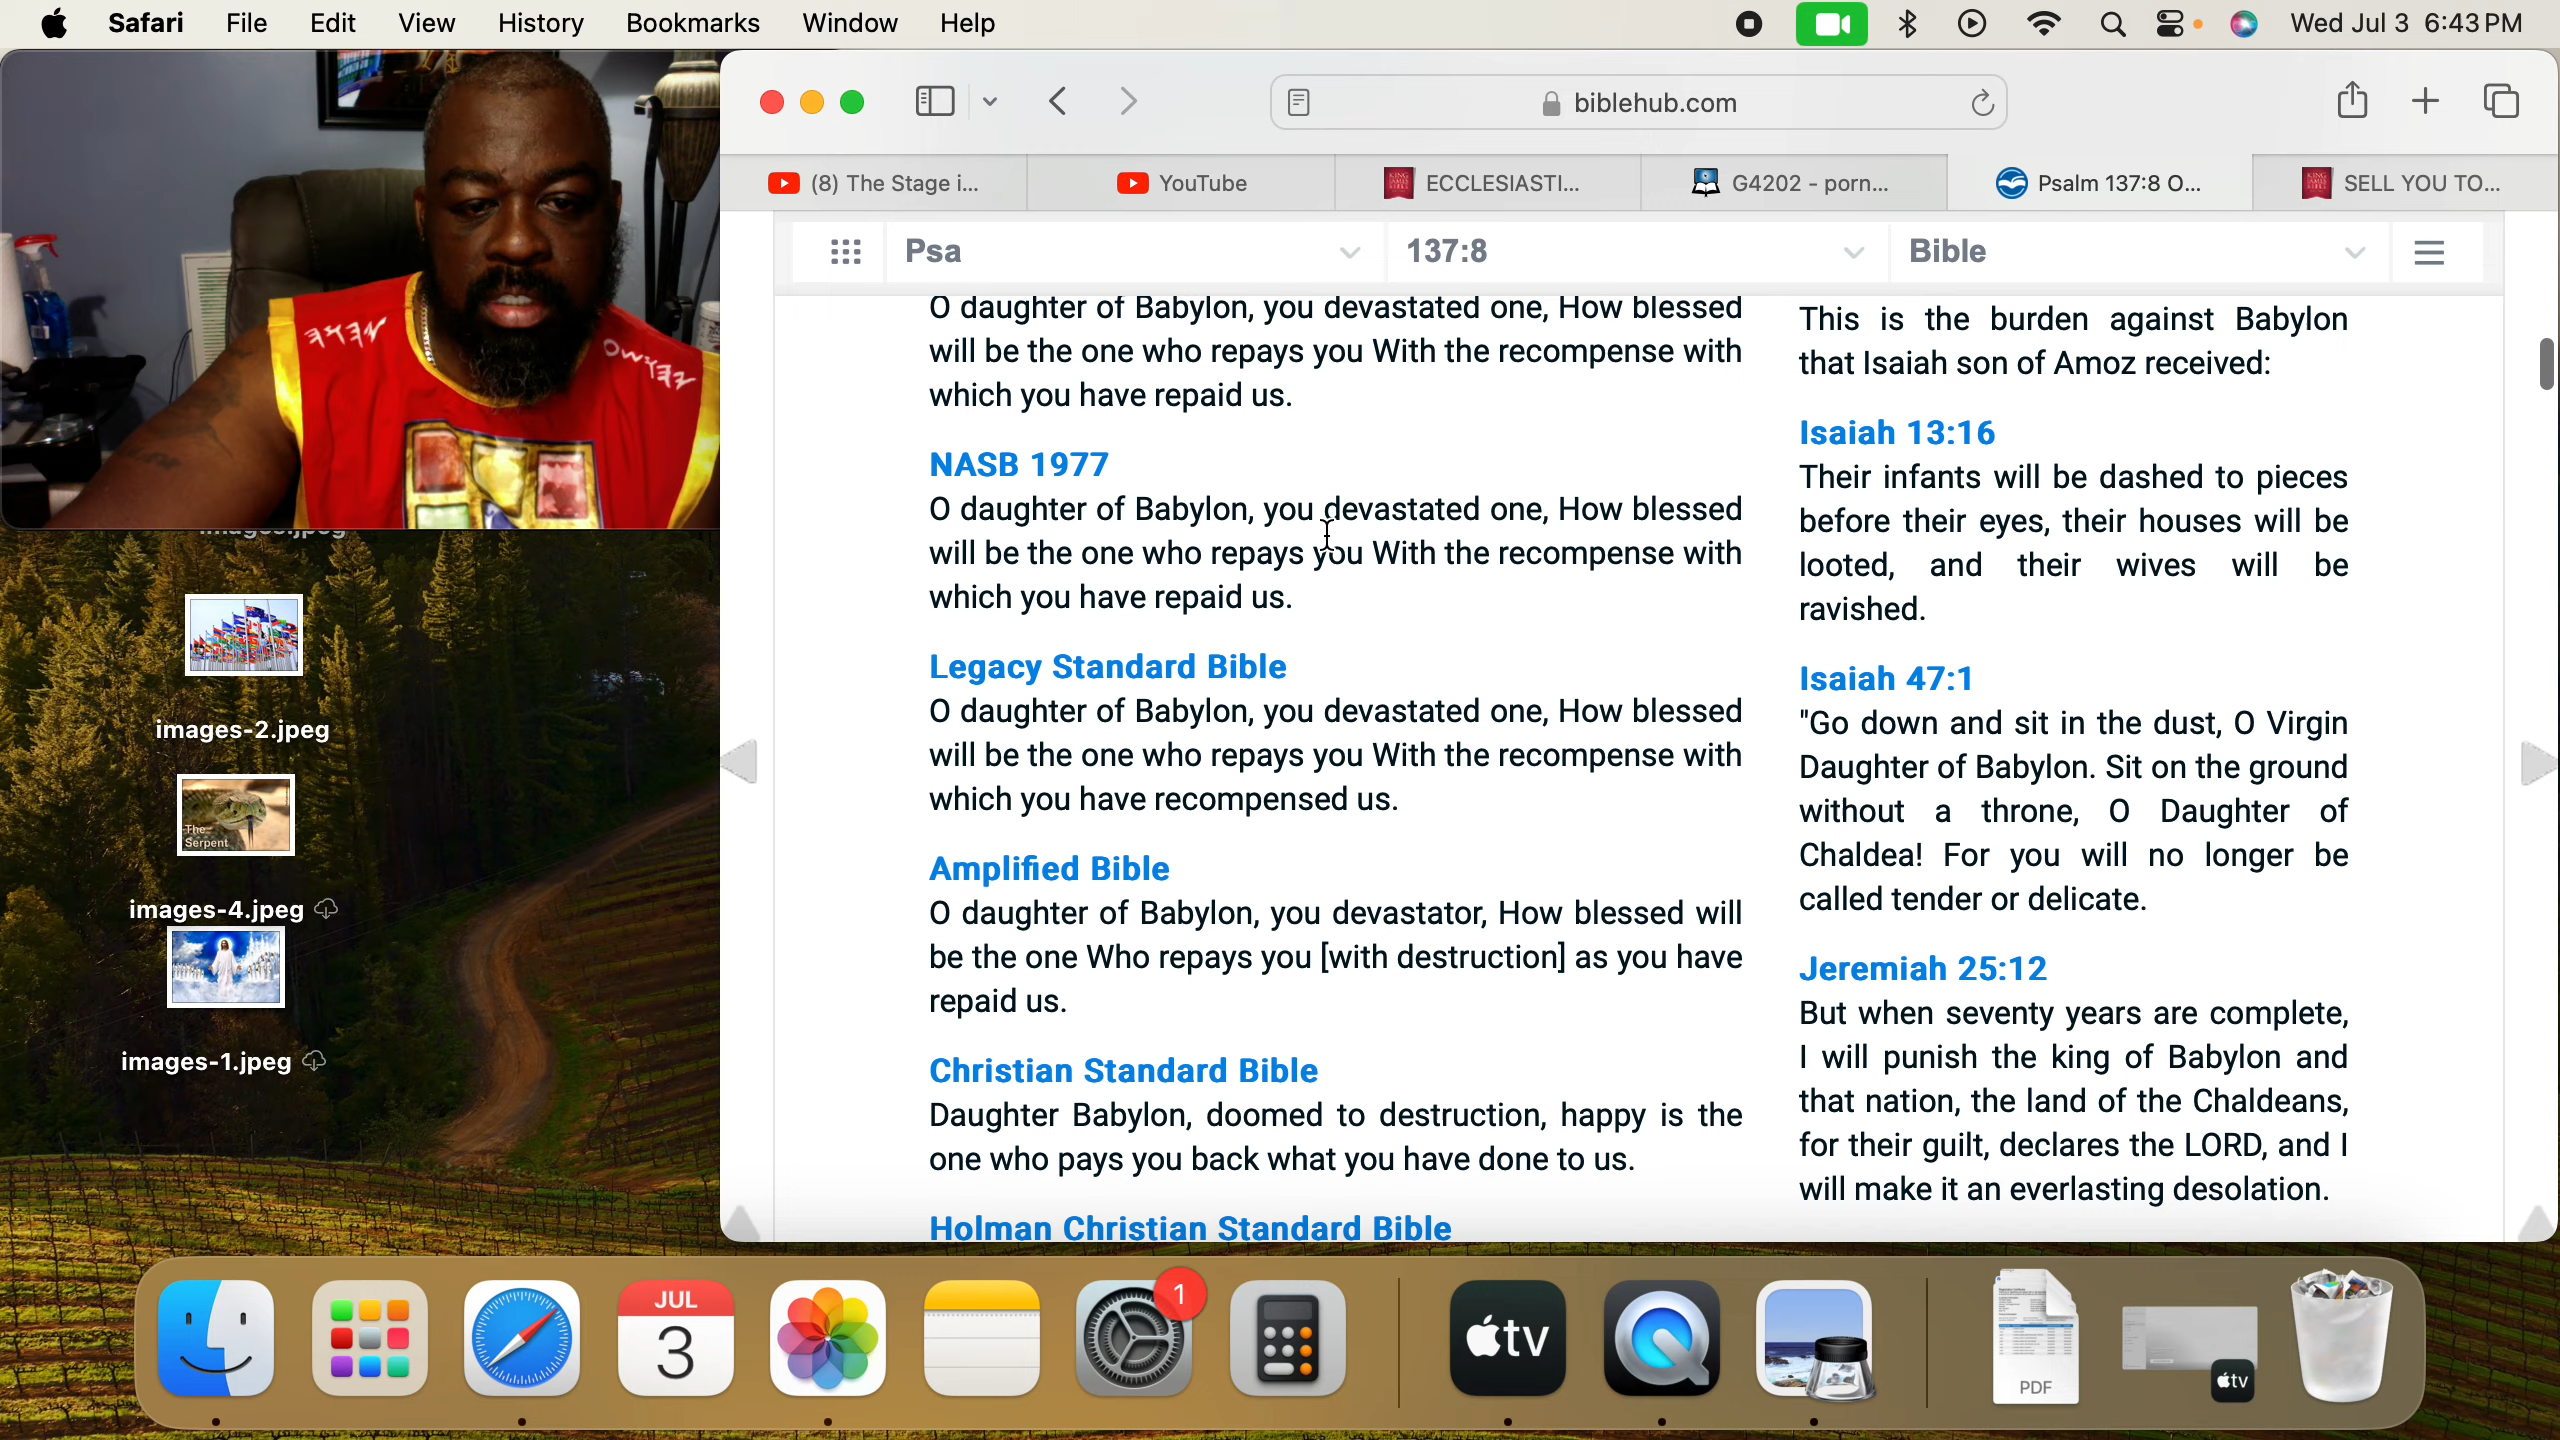 Safari File Edit View History Bookmarks Window Help
Wed Jul 3 6:43 PM
biblehub.com
(8) The Stage i...
YouTube
ECCLESIASTI...
G4202 - porn...
Psalm 137:8 O...
SELL YOU TO...
Psa
137:8
Bible
O daughter of Babylon, you devastated one, How blessed
will be the one who repays you With the recompense with
which you have repaid us.
NASB 1977
O daughter of Babylon, you devastated one, How blessed
will be the one who repays you With the recompense with
which you have repaid us.
Legacy Standard Bible
O daughter of Babylon, you devastated one, How blessed
will be the one who repays you With the recompense with
which you have recompensed us.
Amplified Bible
O daughter of Babylon, you devastator, How blessed will
be the one Who repays you [with destruction] as you have
repaid us.
Christian Standard Bible
Daughter Babylon, doomed to destruction, happy is the
one who pays you back what you have done to us.
Holman Christian Standard Bible
This is the burden against Babylon
that Isaiah son of Amoz received:
Isaiah 13:16
Their infants will be dashed to pieces
before their eyes, their houses will be
looted, and their wives will be
ravished.
Isaiah 47:1
"Go down and sit in the dust, O Virgin
Daughter of Babylon. Sit on the ground
without a throne, O Daughter of
Chaldea! For you will no longer be
called tender or delicate.
Jeremiah 25:12
But when seventy years are complete,
I will punish the king of Babylon and
that nation, the land of the Chaldeans,
for their guilt, declares the LORD, and I
will make it an everlasting desolation.
images-2.jpeg
The
Serpent
images-4.jpeg
images-1.jpeg
JUL
3
1
tv
PDF
tv